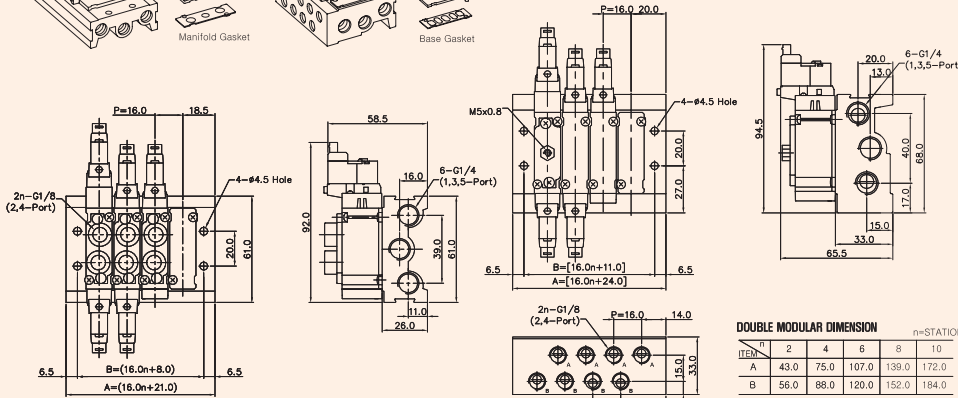 Manifold Gasket
Base Gasket
P=16.0 18.5
4-ø4.5 Hole
2n-G1/8
(2,4-Port)
20.0
61.0
6.5
B=(16.0n+8.0)
6.5
A=(16.0n+21.0)
58.5
6-G1/4
(1,3,5-Port)
16.0
92.0
39.0
61.0
11.0
26.0
P=16.0 20.0
4-ø4.5 Hole
M5x0.8
20.0
27.0
6.5
B=[16.0n+11.0]
6.5
A=[16.0n+24.0]
6-G1/4
(1,3,5-Port
20.0
13.0
94.5
40.0
68.0
17.0
15.0
33.0
65.5
2n-G1/8
(2,4-Port)
P=16.0
14.0
A A A A
B B B B
15.0
33.0
DOUBLE MODULAR DIMENSION
n=STATION
ITEM n 2 4 6 8 10
A 43.0 75.0 107.0 139.0 172.0
B 56.0 88.0 120.0 152.0 184.0